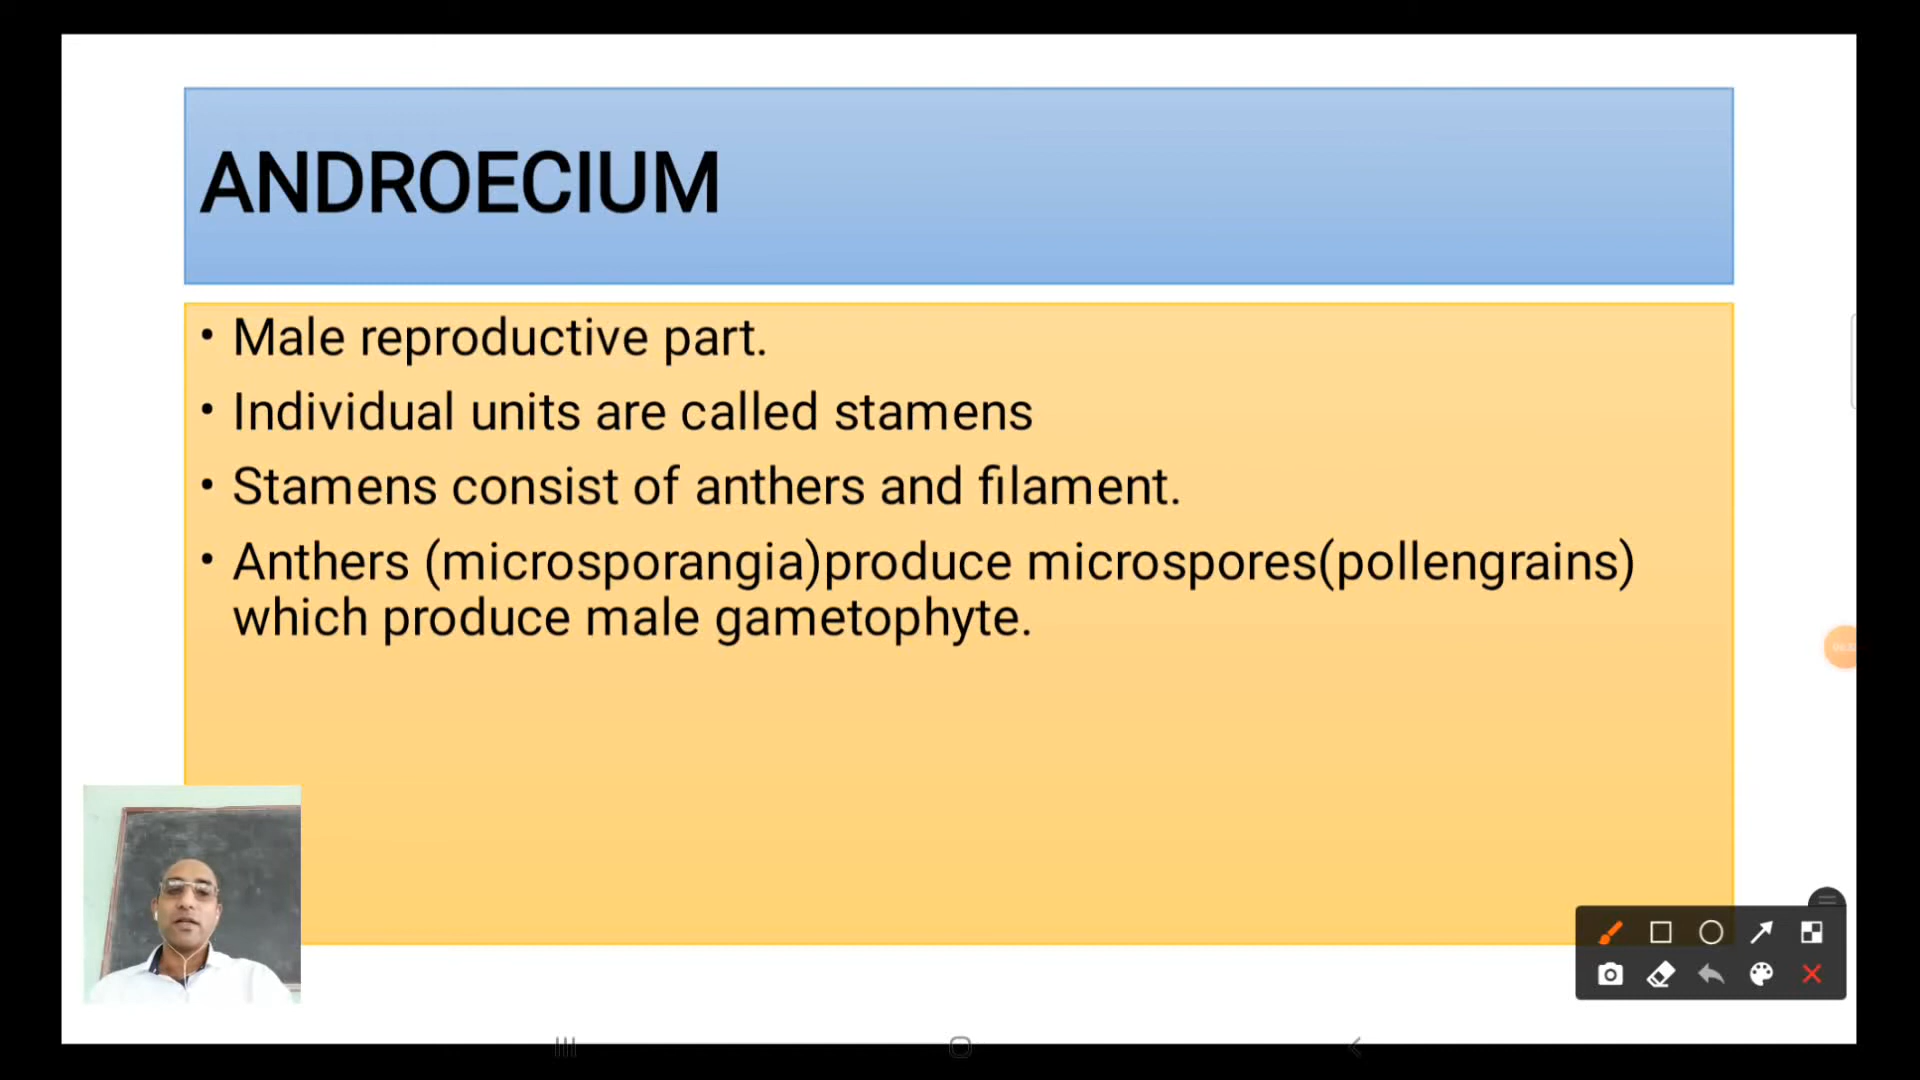 ANDROECIUM
• Male reproductive part.
• Individual units are called stamens
• Stamens consist of anthers and filament.
• Anthers (microsporangia)produce microspores(pollengrains)
which produce male gametophyte.